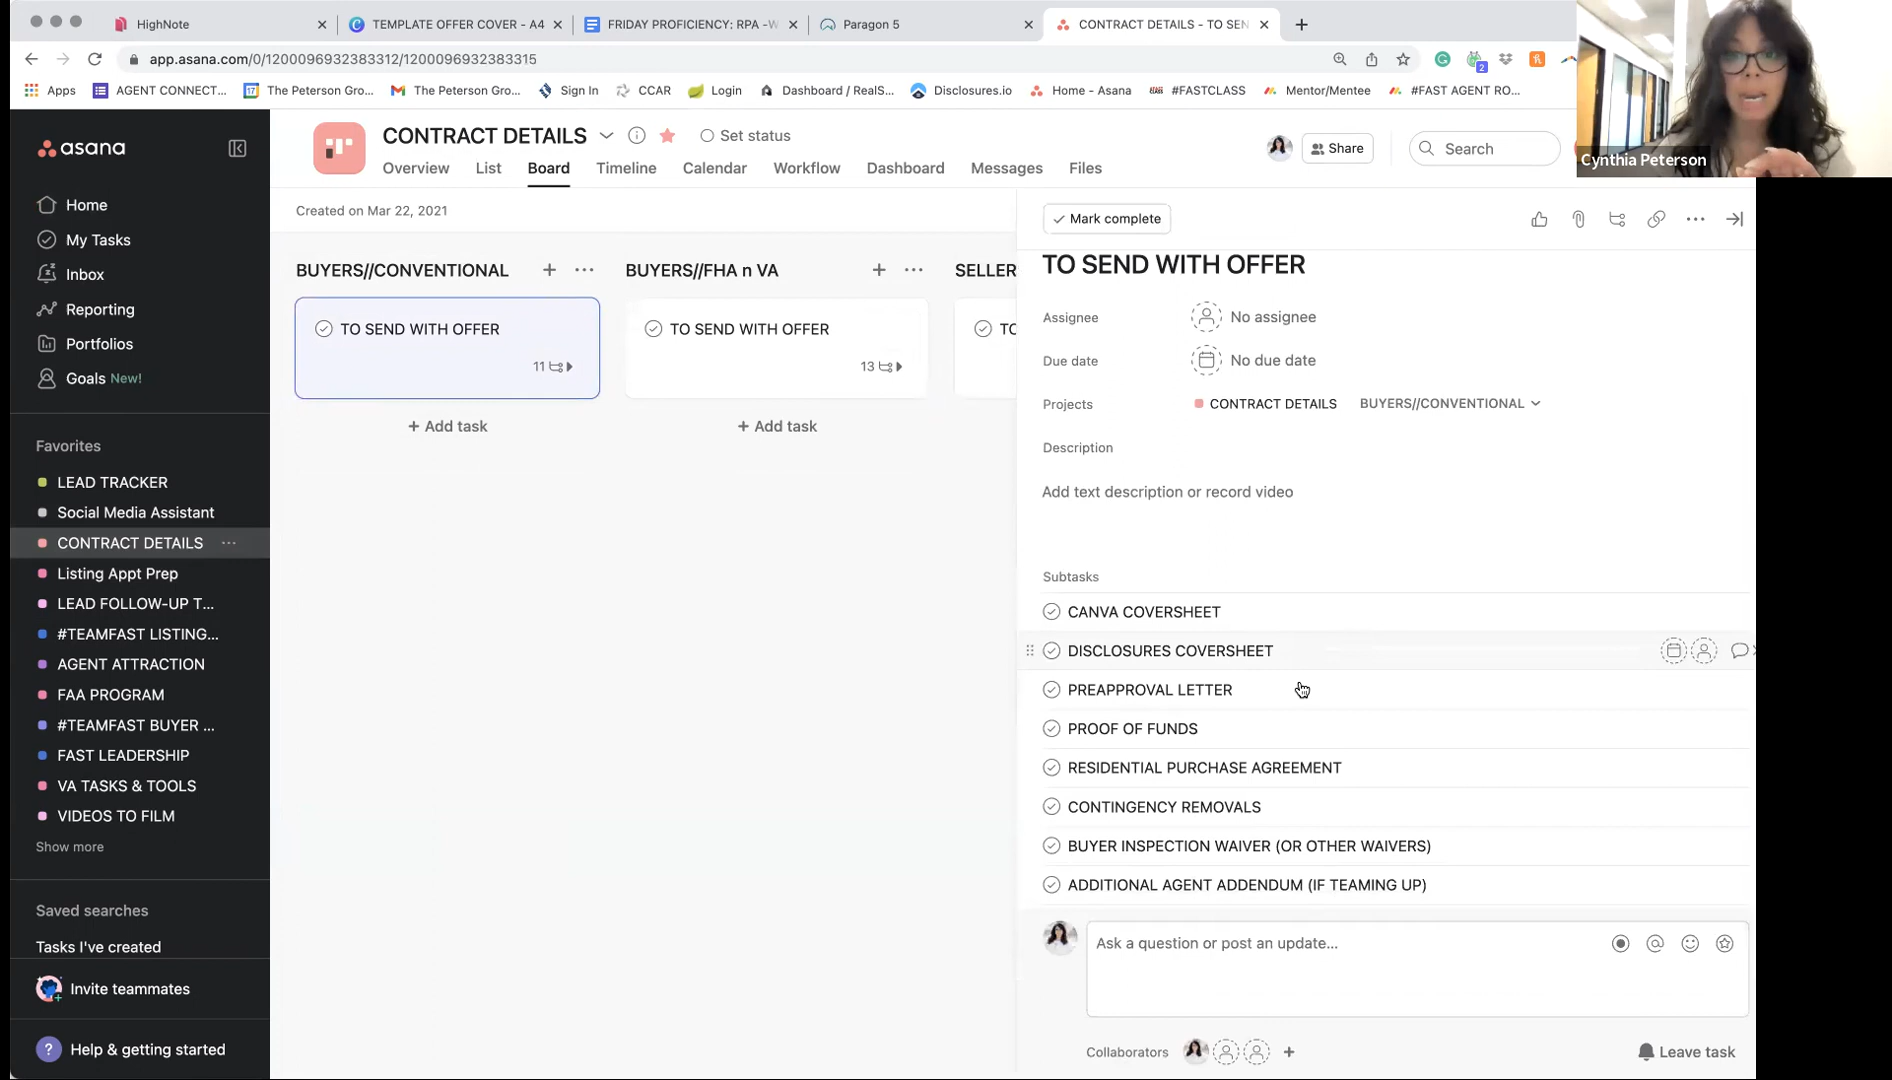 HighNote
TEMPLATE OFFER COVER - A4
FRIDAY PROFICIENCY: RPA -W
Paragon 5
CONTRACT DETAILS - TO SEN
app.asana.com/0/1200096932383312/1200096932383315
2
Apps
AGENT CONNECT...
17
The Peterson Gro...
The Peterson Gro...
Sign In
CCAR
Login
Dashboard / RealS...
Disclosures.io
Home - Asana
#FASTCLASS
Mentor/Mentee
#FAST AGENT RO...
Cynthia Peterson
asana
Home
My Tasks
Inbox
Reporting
Portfolios
Goals New!
Favorites
LEAD TRACKER
Social Media Assistant
CONTRACT DETAILS ...
Listing Appt Prep
LEAD FOLLOW-UP T...
#TEAMFAST LISTING...
AGENT ATTRACTION
FAA PROGRAM
#TEAMFAST BUYER ...
FAST LEADERSHIP
VA TASKS & TOOLS
VIDEOS TO FILM
Show more
Saved searches
Tasks I've created
Invite teammates
? Help & getting started
CONTRACT DETAILS
Set status
Share
Search
Overview List Board Timeline Calendar Workflow Dashboard Messages Files
Created on Mar 22, 2021
BUYERS//CONVENTIONAL + ...
TO SEND WITH OFFER
11
+ Add task
BUYERS//FHA n VA + ...
TO SEND WITH OFFER
13
+ Add task
SELLER
TO
Mark complete
TO SEND WITH OFFER
Assignee No assignee
Due date No due date
Projects CONTRACT DETAILS BUYERS//CONVENTIONAL
Description
Add text description or record video
Subtasks
CANVA COVERSHEET
DISCLOSURES COVERSHEET
PREAPPROVAL LETTER
PROOF OF FUNDS
RESIDENTIAL PURCHASE AGREEMENT
CONTINGENCY REMOVALS
BUYER INSPECTION WAIVER (OR OTHER WAIVERS)
ADDITIONAL AGENT ADDENDUM (IF TEAMING UP)
Ask a question or post an update...
Collaborators +
Leave task